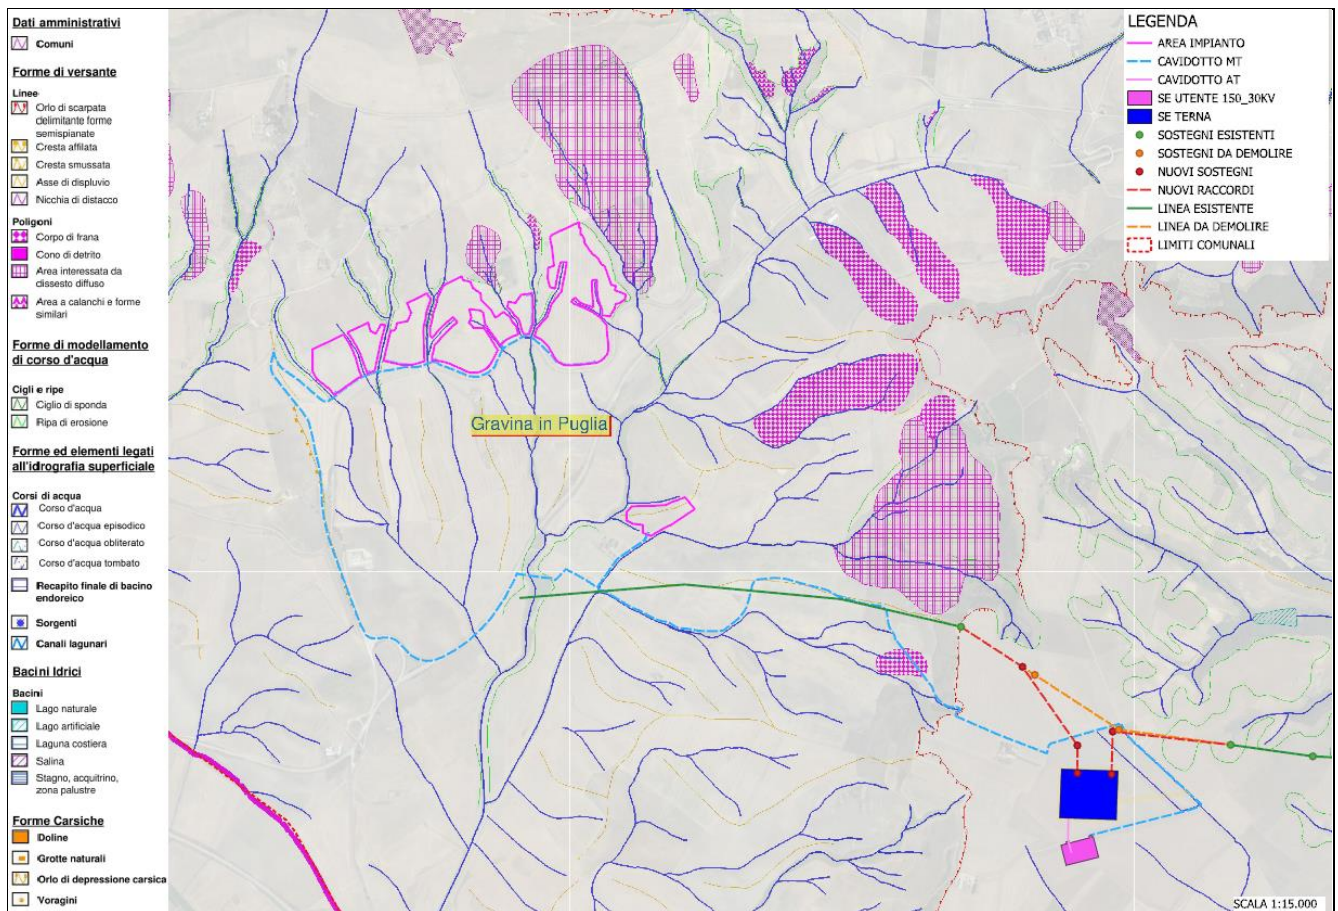 Dati amministrativi
Comuni
Forme di versante
Linee
Orlo di scarpata
delimitante forme
semispianate
Cresta affilata
Cresta smussata
Asse di displuvio
Nicchia di distacco
Poligoni
Corpo di frana
Cono di detrito
Area interessata da
dissesto diffuso
Area a calanchi e forme
similari
Forme di modellamento
di corso d'acqua
Cigli e ripe
Ciglio di sponda
Ripa di erosione
Forme ed elementi legati
all'idrografia superficiale
Corsi di acqua
Corso d'acqua
Corso d'acqua episodico
Corso d'acqua obliterato
Corso d'acqua tombato
Recapito finale di bacino
endoreico
Sorgenti
Canali lagunari
Bacini Idrici
Bacini
Lago naturale
Lago artificiale
Laguna costiera
Salina
Stagno, acquitrino,
zona palustre
Forme Carsiche
Doline
Grotte naturali
Orlo di depressione carsica
Voragini
Gravina in Puglia
LEGENDA
AREA IMPIANTO
CAVIDOTTO MT
CAVIDOTTO AT
SE UTENTE 150_30KV
SE TERNA
SOSTEGNI ESISTENTI
SOSTEGNI DA DEMOLIRE
NUOVI SOSTEGNI
NUOVI RACCORDI
LINEA ESISTENTE
LINEA DA DEMOLIRE
LIMITI COMUNALI
SCALA 1:15.000